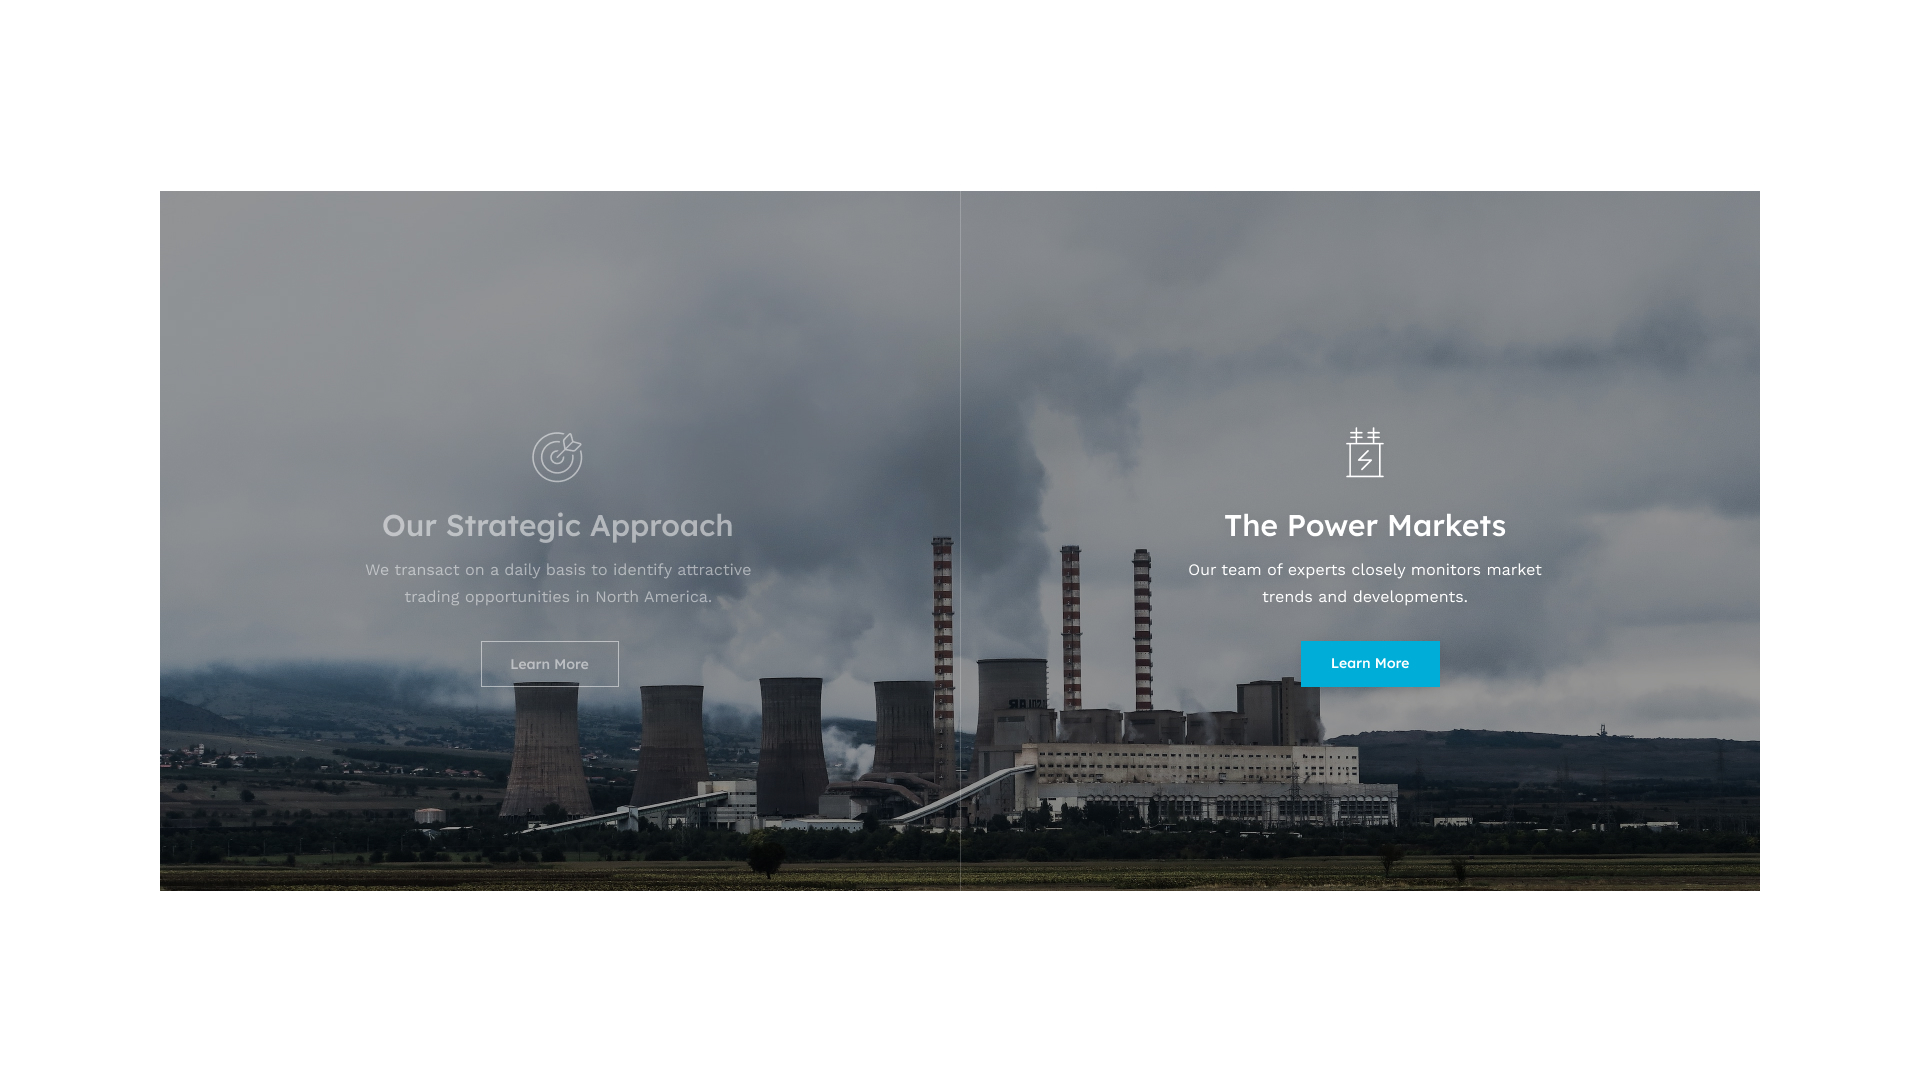 Our Strategic Approach
We transact on a daily basis to identify attractive
trading opportunities in North America.
Learn More
The Power Markets
Our team of experts closely monitors market
trends and developments.
Learn More